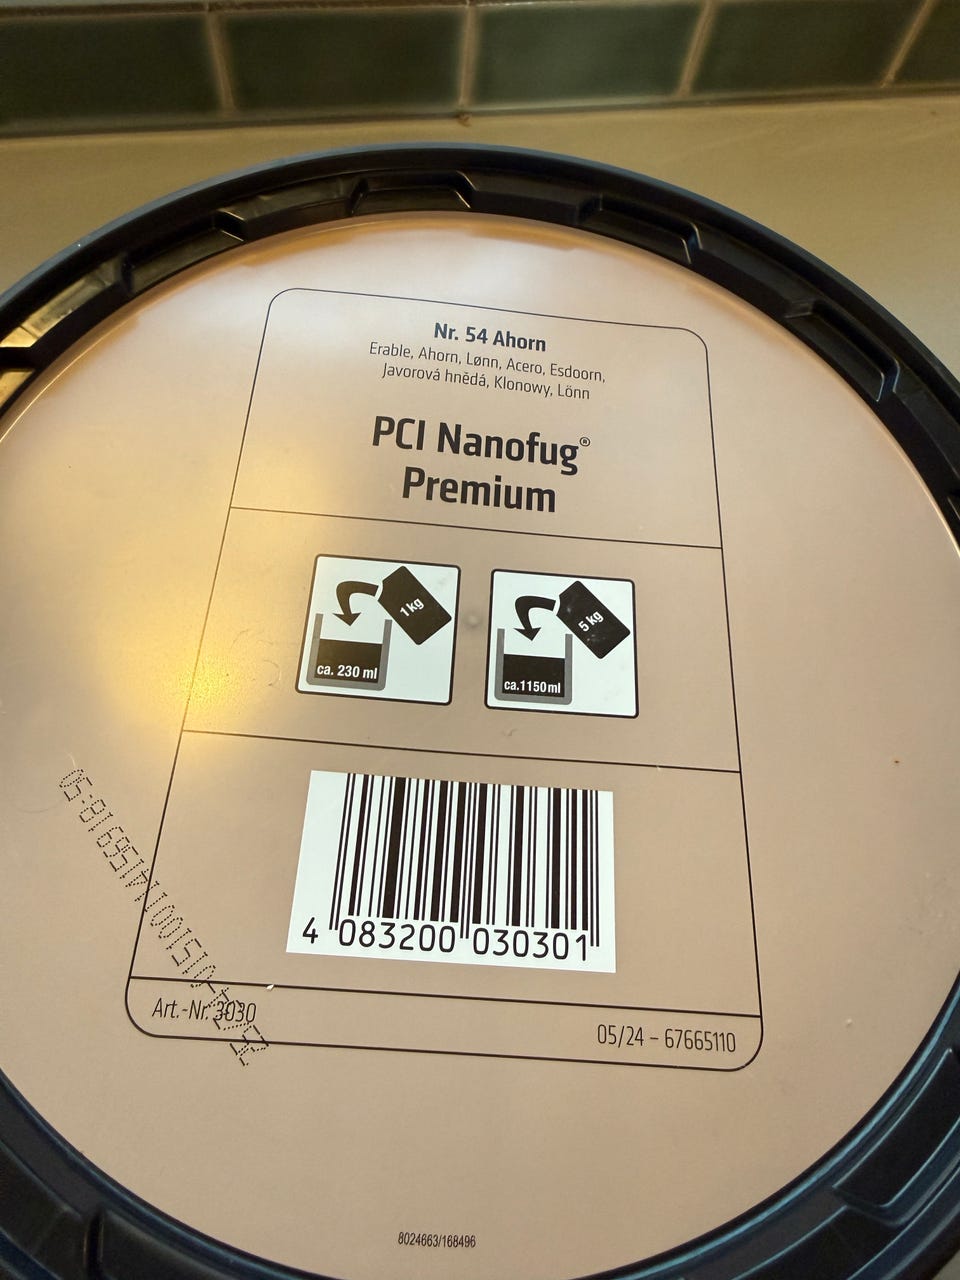 Nr. 54 Ahorn
Erable, Ahorn, Lønn, Acero, Esdoorn,
Javorová hnědá, Klonowy, Lönn
PCI Nanofug®
Premium
1 kg
ca. 230 ml
5 kg
ca.1150ml
4 083200 030301
Art.-Nr. 3030
05/24 – 67665110
8024663/168496